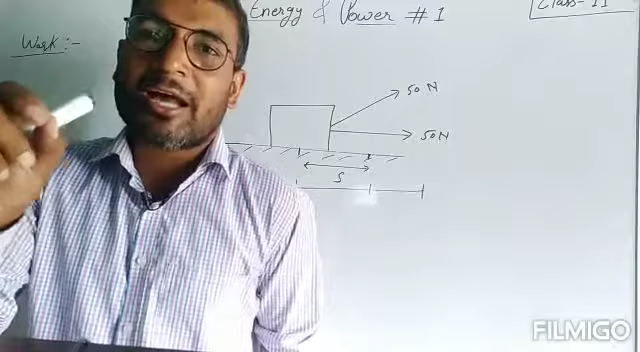 Energy & Power # 1
Class-11
Work :-
50 N
50 N
S
FILMIGO